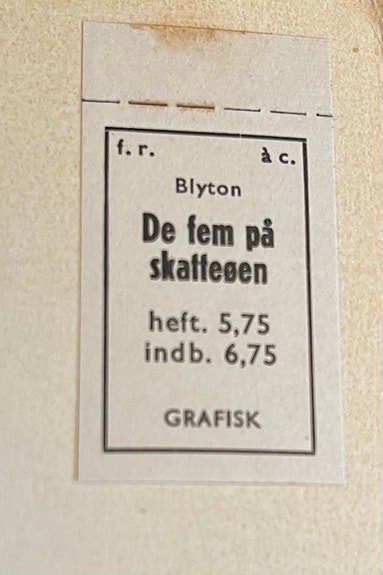 f. r. à c.
Blyton
De fem på
skatteøen
heft. 5,75
indb. 6,75
GRAFISK